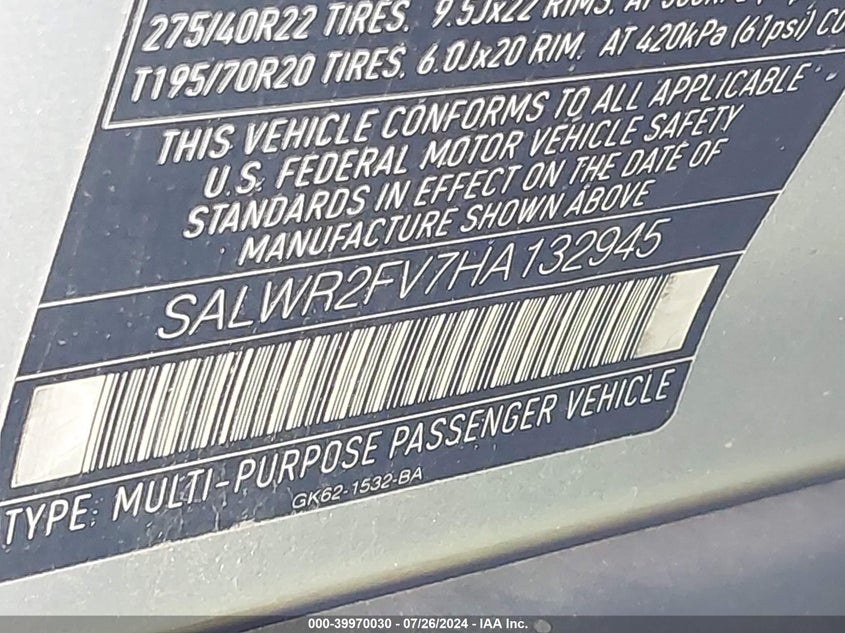 275/40R22 TIRES. 9.5Jx22 RIMS. AT
T195/70R20 TIRES. 6.0Jx20 RIM. AT 420kPa (61psi)
THIS VEHICLE CONFORMS TO ALL APPLICABLE
U.S. FEDERAL MOTOR VEHICLE SAFETY
STANDARDS IN EFFECT ON THE DATE OF
MANUFACTURE SHOWN ABOVE
SALWR2FV7HA132945
TYPE: MULTI-PURPOSE PASSENGER VEHICLE
GK62-1532-BA
000-39970030 - 07/26/2024 - IAA Inc.